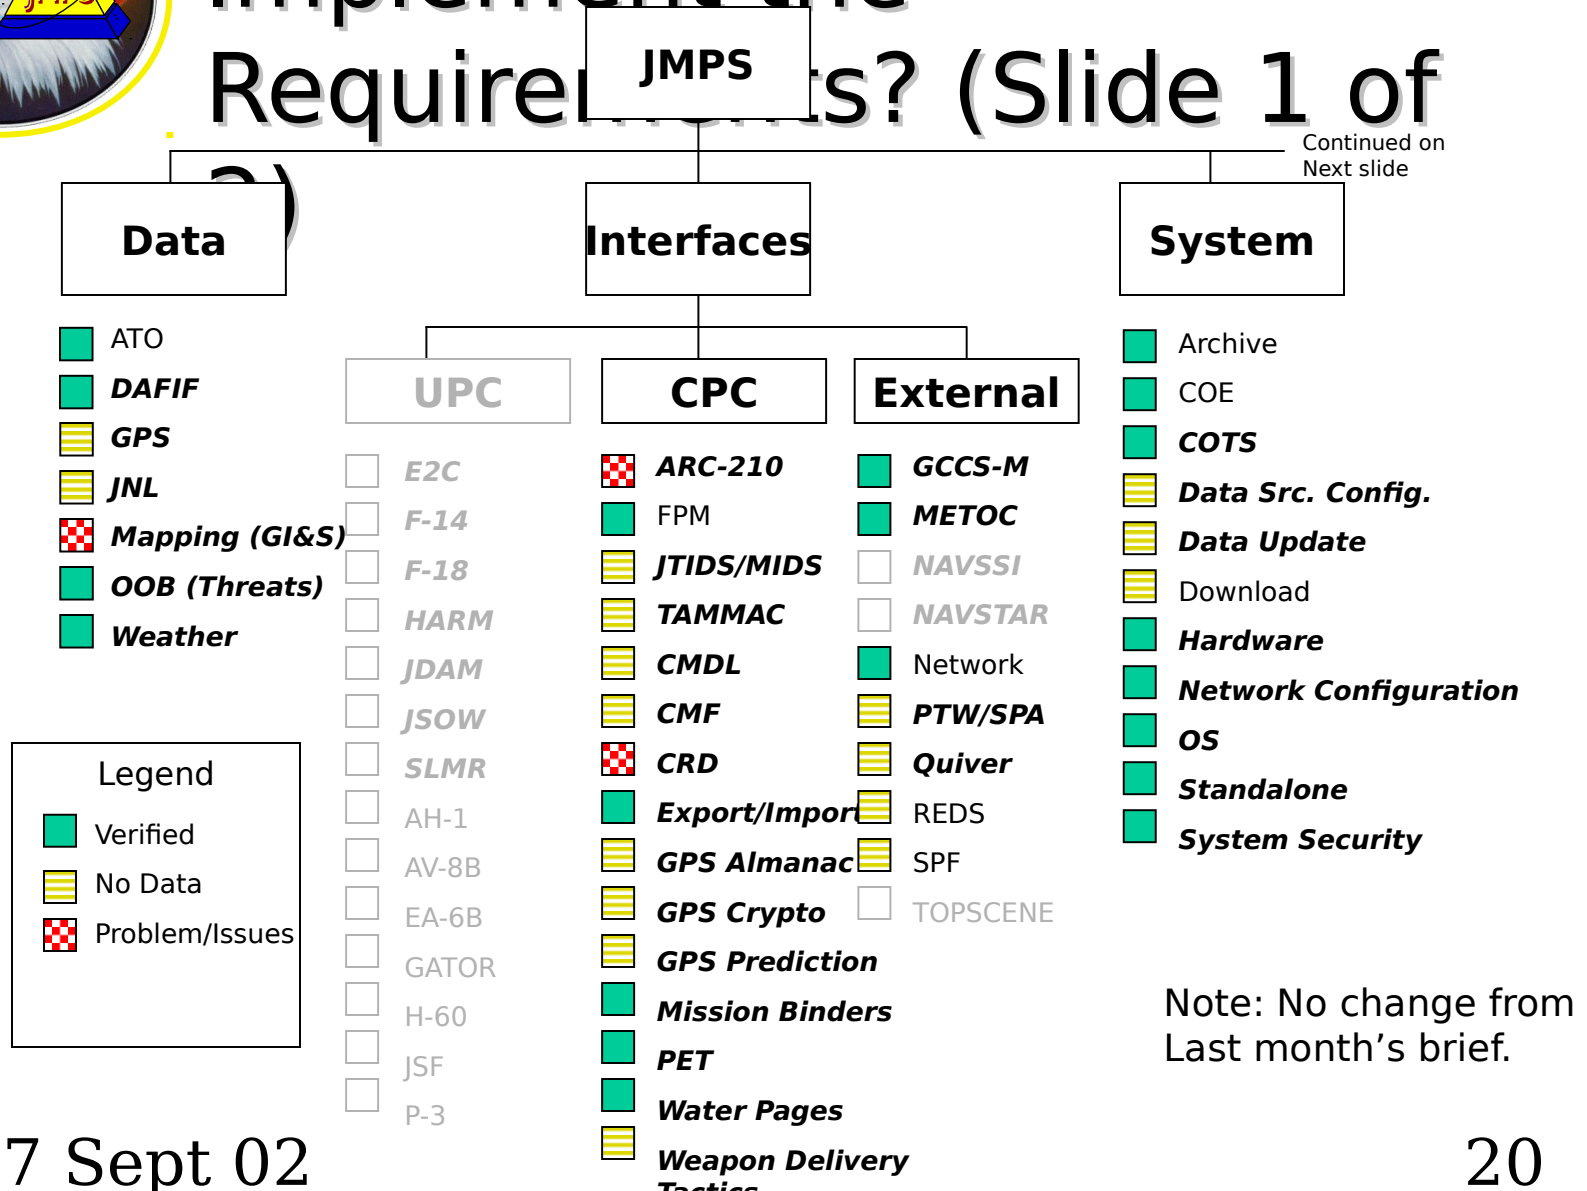 Implement the
Requirements? (Slide 1 of
2)
JMPS
Continued on
Next slide
Data
Interfaces
System
ATO
DAFIF
GPS
JNL
Mapping (GI&S)
OOB (Threats)
Weather
UPC
E2C
F-14
F-18
HARM
JDAM
JSOW
SLMR
AH-1
AV-8B
EA-6B
GATOR
H-60
JSF
P-3
CPC
ARC-210
FPM
JTIDS/MIDS
TAMMAC
CMDL
CMF
CRD
Export/Import
GPS Almanac
GPS Crypto
GPS Prediction
Mission Binders
PET
Water Pages
Weapon Delivery
Tactics
External
GCCS-M
METOC
NAVSSI
NAVSTAR
Network
PTW/SPA
Quiver
REDS
SPF
TOPSCENE
Archive
COE
COTS
Data Src. Config.
Data Update
Download
Hardware
Network Configuration
OS
Standalone
System Security
Legend
Verified
No Data
Problem/Issues
Note: No change from
Last month’s brief.
7 Sept 02
20